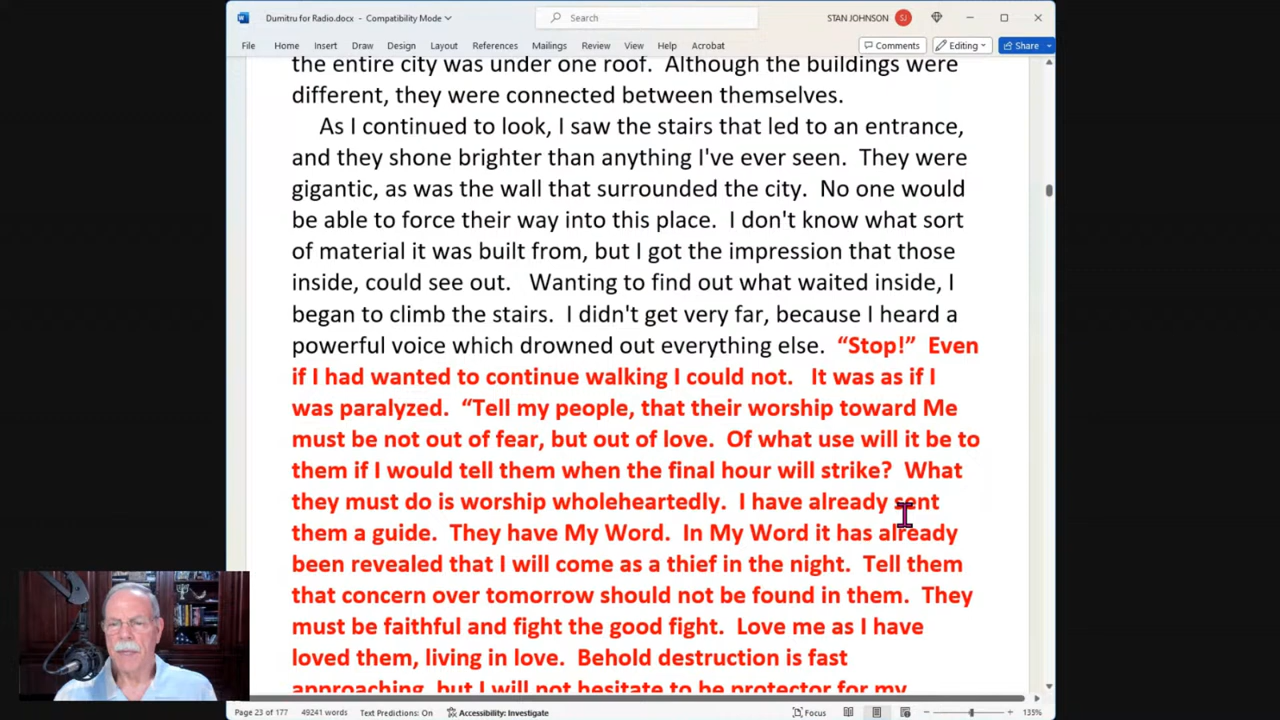 Dumitru for Radio.docx - Compatibility Mode
Search
STAN JOHNSON SJ
File Home Insert Draw Design Layout References Mailings Review View Help Acrobat Comments Editing Share
the entire city was under one roof. Although the buildings were
different, they were connected between themselves.
As I continued to look, I saw the stairs that led to an entrance,
and they shone brighter than anything I've ever seen. They were
gigantic, as was the wall that surrounded the city. No one would
be able to force their way into this place. I don't know what sort
of material it was built from, but I got the impression that those
inside, could see out. Wanting to find out what waited inside, I
began to climb the stairs. I didn't get very far, because I heard a
powerful voice which drowned out everything else. “Stop!” Even
if I had wanted to continue walking I could not. It was as if I
was paralyzed. “Tell my people, that their worship toward Me
must be not out of fear, but out of love. Of what use will it be to
them if I would tell them when the final hour will strike? What
they must do is worship wholeheartedly. I have already sent
them a guide. They have My Word. In My Word it has already
been revealed that I will come as a thief in the night. Tell them
that concern over tomorrow should not be found in them. They
must be faithful and fight the good fight. Love me as I have
loved them, living in love. Behold destruction is fast
approaching, but I will not hesitate to be protector for my
Page 23 of 177 49241 words Text Predictions: On Accessibility: Investigate Focus 135%